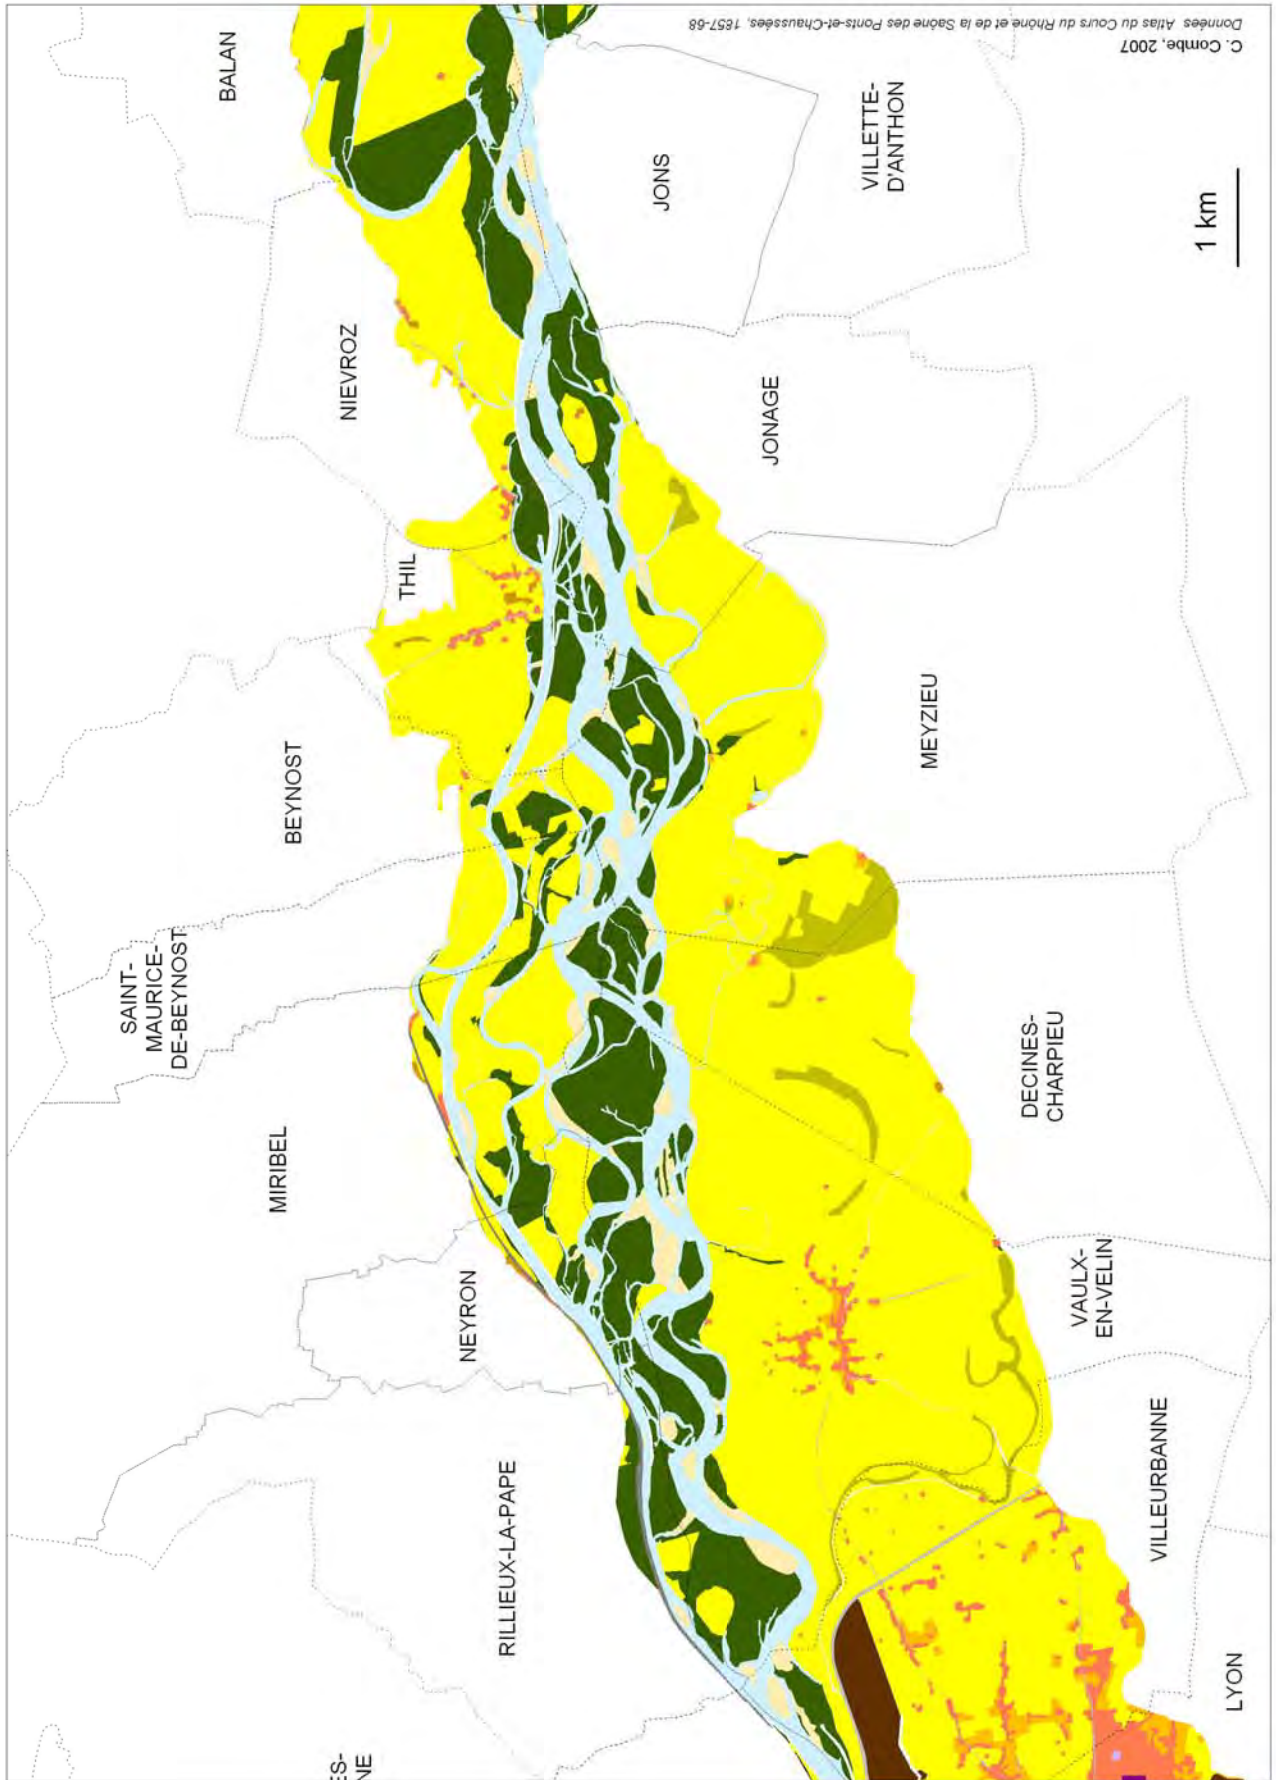 BALAN
NIEVROZ
THIL
BEYNOST
SAINT-
MAURICE-
DE-BEYNOST
MIRIBEL
NEYRON
RILLIEUX-LA-PAPE
ES-
NE
JONS
VILLETTE-
D'ANTHON
JONAGE
MEYZIEU
DECINES-
CHARPIEU
VAULX-
EN-VELIN
VILLEURBANNE
LYON
1 km
C. Combe, 2007
Données Atlas du Cours du Rhône et de la Saône des Ponts-et-Chaussées, 1857-68